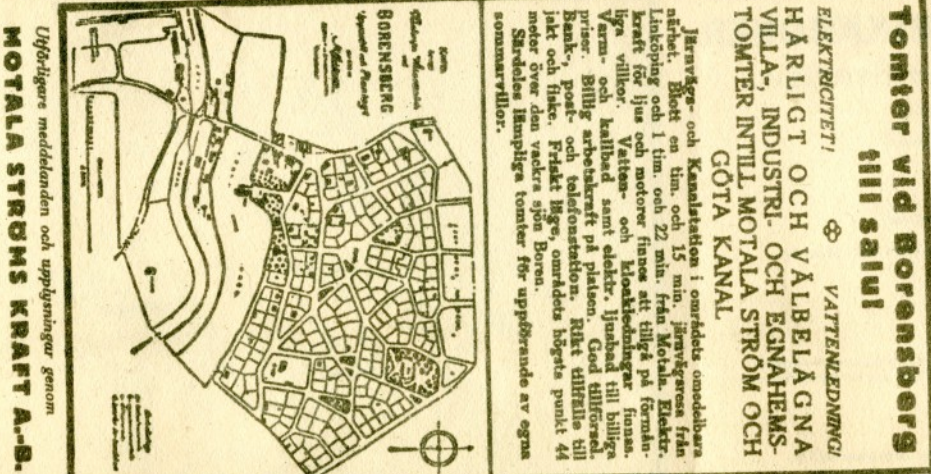 Tomter vid Borensberg
till salu!
ELEKTRICITET! VATTENLEDNING!
HÄRLIGT OCH VÄLBELÄGNA
VILLA-, INDUSTRI- OCH EGNAHEMS-
TOMTER INTILL MOTALA STRÖM OCH
GÖTA KANAL
Järnvägs- och Kanalstation i områdets omedelbara
närhet. Blott en tim. och 15 min. järnvägsresa från
Linköping och 1 tim. och 22 min. från Motala. Elektr.
kraft för ljus och motorer finnes att tillgå på förmån-
liga villkor. Vatten- och kloakledningar finnas.
Varm- och kallbad samt elektr. ljusbad till billiga
priser. Billig arbetskraft på platsen. God tillförsel.
Bank-, post- och telefonstation. Rikt tillfälle till
jakt och fiske. Friskt läge, områdets högsta punkt 44
meter över den vackra sjön Boren.
Särdeles lämpliga tomter för uppförande av egna
sommarvillor.
BORENSBERG
Utförligare meddelanden och upplysningar genom
MOTALA STRÖMS KRAFT A.-B.